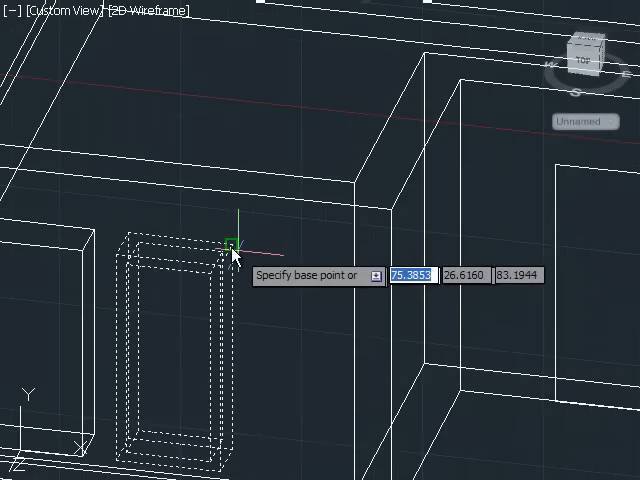 [−] [Custom View] [2D Wireframe]
TOP
W
E
S
Unnamed
Specify base point or
75.3853
26.6160
83.1944
Y
X
Z